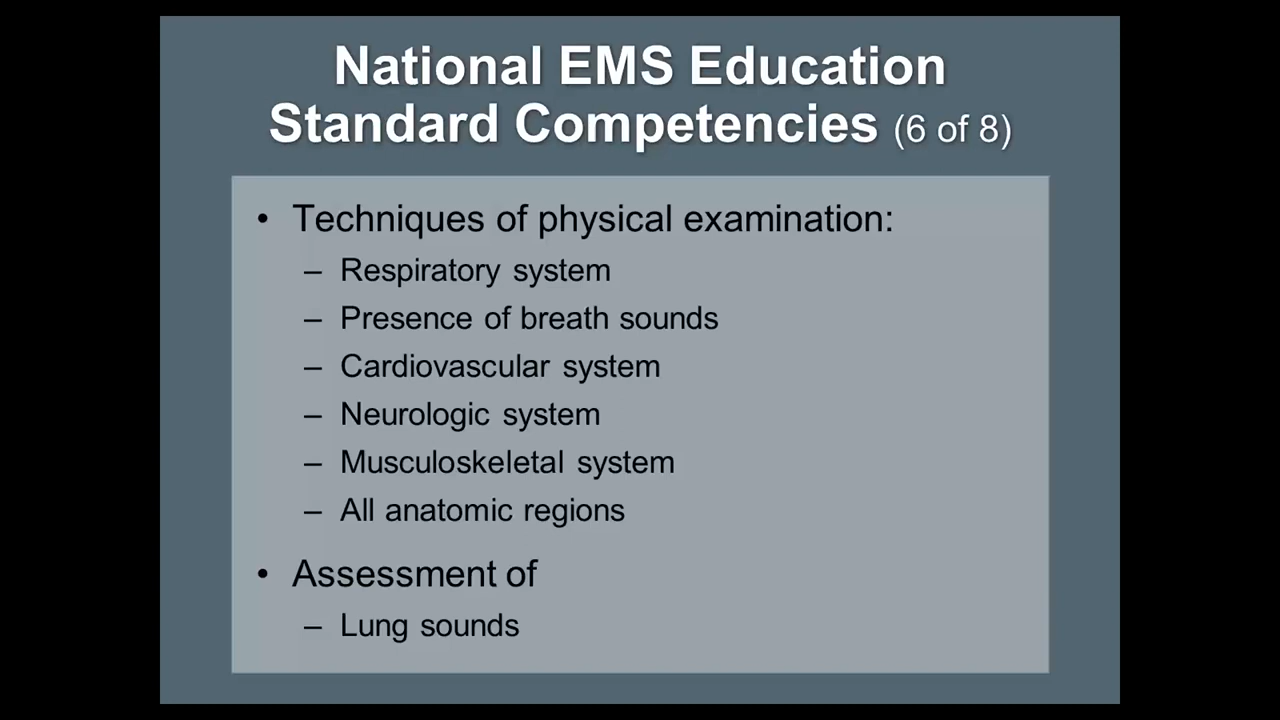 National EMS Education
Standard Competencies (6 of 8)
• Techniques of physical examination:
– Respiratory system
– Presence of breath sounds
– Cardiovascular system
– Neurologic system
– Musculoskeletal system
– All anatomic regions
• Assessment of
– Lung sounds